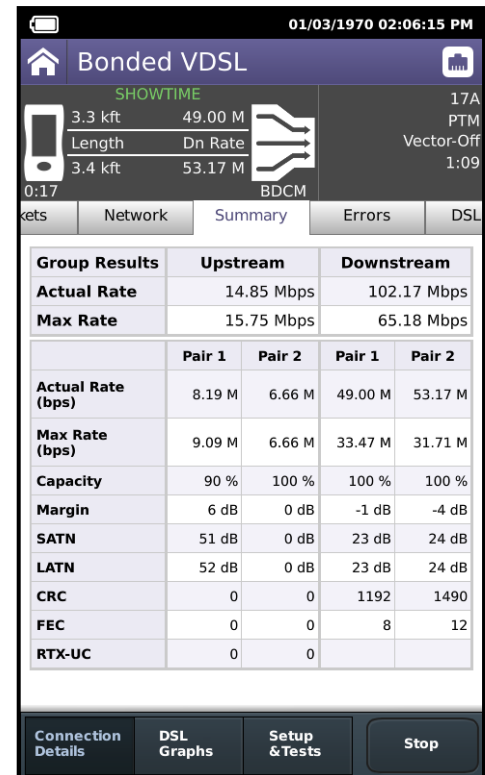 01/03/1970 02:06:15 PM
Bonded VDSL
SHOWTIME
3.3 kft 49.00 M
Length Dn Rate
3.4 kft 53.17 M
0:17 BDCM
17A
PTM
Vector-Off
1:09
kets Network Summary Errors DSL
Group Results Upstream Downstream
Actual Rate 14.85 Mbps 102.17 Mbps
Max Rate 15.75 Mbps 65.18 Mbps
Pair 1 Pair 2 Pair 1 Pair 2
Actual Rate
(bps) 8.19 M 6.66 M 49.00 M 53.17 M
Max Rate
(bps) 9.09 M 6.66 M 33.47 M 31.71 M
Capacity 90 % 100 % 100 % 100 %
Margin 6 dB 0 dB -1 dB -4 dB
SATN 51 dB 0 dB 23 dB 24 dB
LATN 52 dB 0 dB 23 dB 24 dB
CRC 0 0 1192 1490
FEC 0 0 8 12
RTX-UC 0 0
Connection
Details
DSL
Graphs
Setup
&Tests
Stop